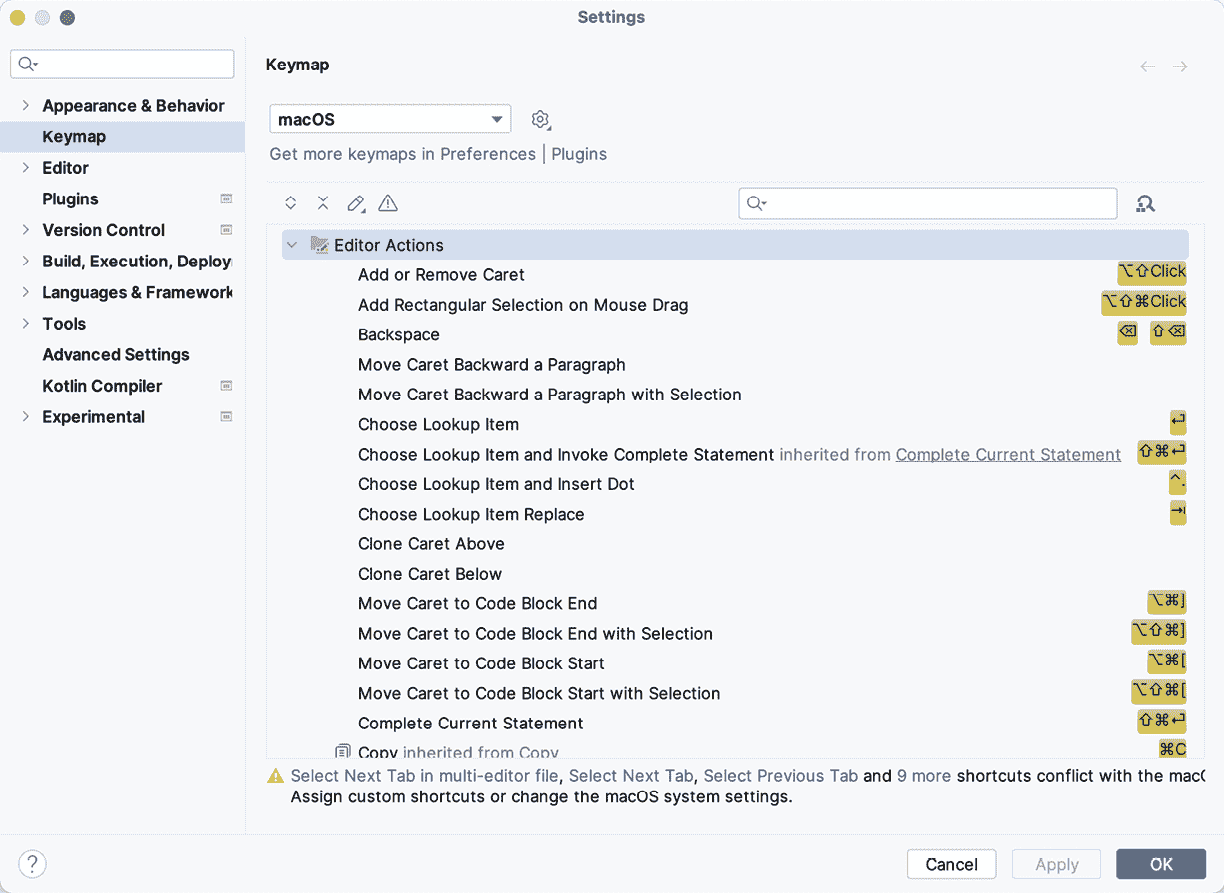 Settings
Keymap
Appearance & Behavior
Keymap
Editor
Plugins
Version Control
Build, Execution, Deploy
Languages & Framework
Tools
Advanced Settings
Kotlin Compiler
Experimental
macOS
Get more keymaps in Preferences | Plugins
Editor Actions
Add or Remove Caret ⌥⇧Click
Add Rectangular Selection on Mouse Drag ⌥⇧⌘Click
Backspace ⌫ ⇧⌫
Move Caret Backward a Paragraph
Move Caret Backward a Paragraph with Selection
Choose Lookup Item ↩
Choose Lookup Item and Invoke Complete Statement inherited from Complete Current Statement ⇧⌘↩
Choose Lookup Item and Insert Dot ^.
Choose Lookup Item Replace ⇥
Clone Caret Above
Clone Caret Below
Move Caret to Code Block End ⌥⌘]
Move Caret to Code Block End with Selection ⌥⇧⌘]
Move Caret to Code Block Start ⌥⌘[
Move Caret to Code Block Start with Selection ⌥⇧⌘[
Complete Current Statement ⇧⌘↩
Copy inherited from Copy ⌘C
Select Next Tab in multi-editor file, Select Next Tab, Select Previous Tab and 9 more shortcuts conflict with the mac
Assign custom shortcuts or change the macOS system settings.
?
Cancel
Apply
OK